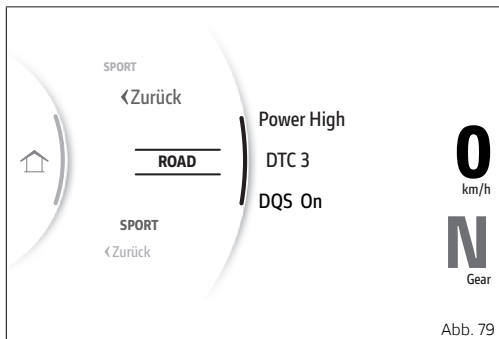 SPORT
‹Zurück
ROAD
SPORT
‹Zurück
Power High
DTC 3
DQS On
0
km/h
N
Gear
Abb. 79